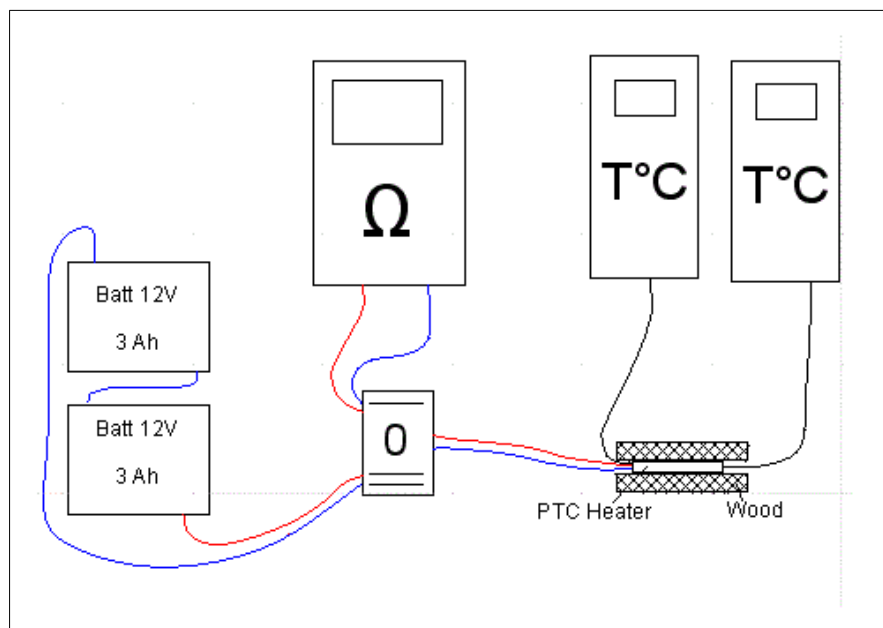 Ω
T°C
T°C
Batt 12V
3 Ah
Batt 12V
3 Ah
0
PTC Heater
Wood